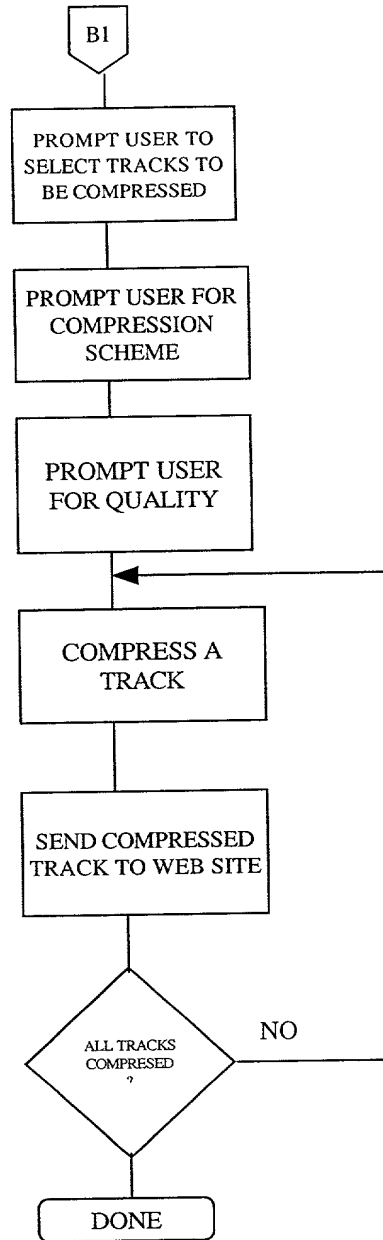 B1
PROMPT USER TO
SELECT TRACKS TO
BE COMPRESSED
PROMPT USER FOR
COMPRESSION
SCHEME
PROMPT USER
FOR QUALITY
COMPRESS A
TRACK
SEND COMPRESSED
TRACK TO WEB SITE
ALL TRACKS
COMPRESED
?
NO
DONE